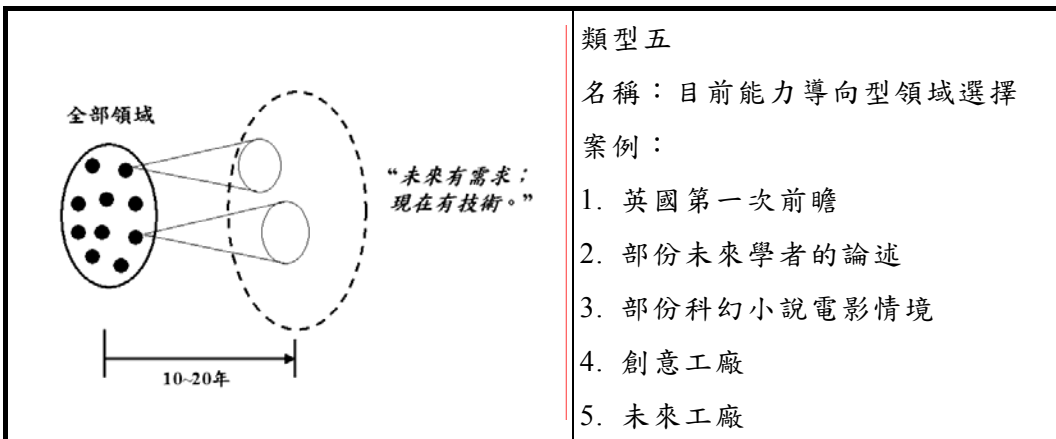 全部領域
“未來有需求；
現在有技術。”
10~20年
類型五
名稱：目前能力導向型領域選擇
案例：
1. 英國第一次前瞻
2. 部份未來學者的論述
3. 部份科幻小說電影情境
4. 創意工廠
5. 未來工廠